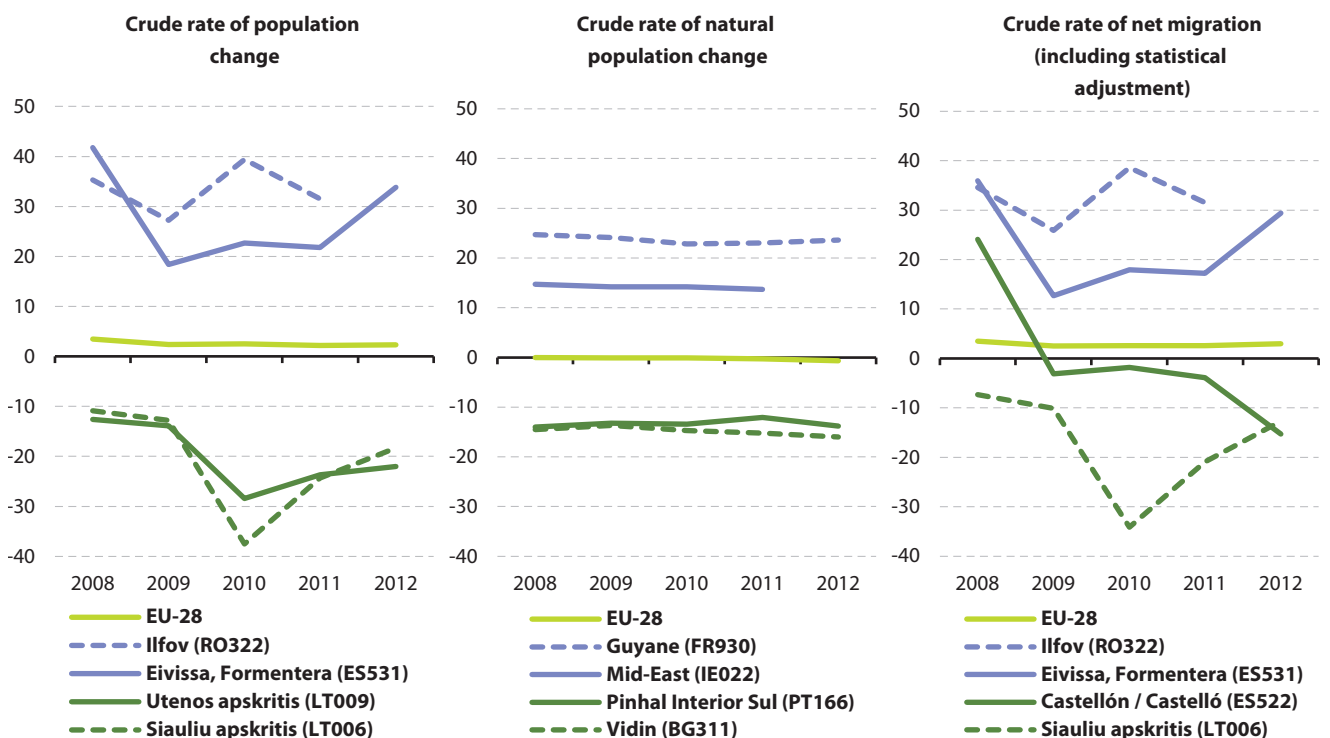 Crude rate of population
change
50
40
30
20
10
0
-10
-20
-30
-40
2008 2009 2010 2011 2012
EU-28
Ilfov (RO322)
Eivissa, Formentera (ES531)
Utenos apskritis (LT009)
Siauliu apskritis (LT006)
Crude rate of natural
population change
50
40
30
20
10
0
-10
-20
-30
-40
2008 2009 2010 2011 2012
EU-28
Guyane (FR930)
Mid-East (IE022)
Pinhal Interior Sul (PT166)
Vidin (BG311)
Crude rate of net migration
(including statistical
adjustment)
50
40
30
20
10
0
-10
-20
-30
-40
2008 2009 2010 2011 2012
EU-28
Ilfov (RO322)
Eivissa, Formentera (ES531)
Castellón / Castelló (ES522)
Siauliu apskritis (LT006)